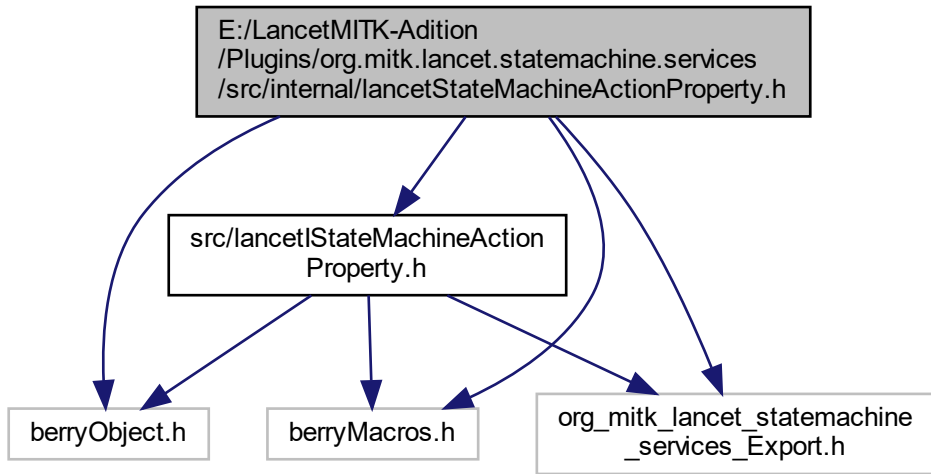 E:/LancetMITK-Adition
/Plugins/org.mitk.lancet.statemachine.services
/src/internal/lancetStateMachineActionProperty.h
src/lancetIStateMachineAction
Property.h
berryObject.h
berryMacros.h
org_mitk_lancet_statemachine
_services_Export.h